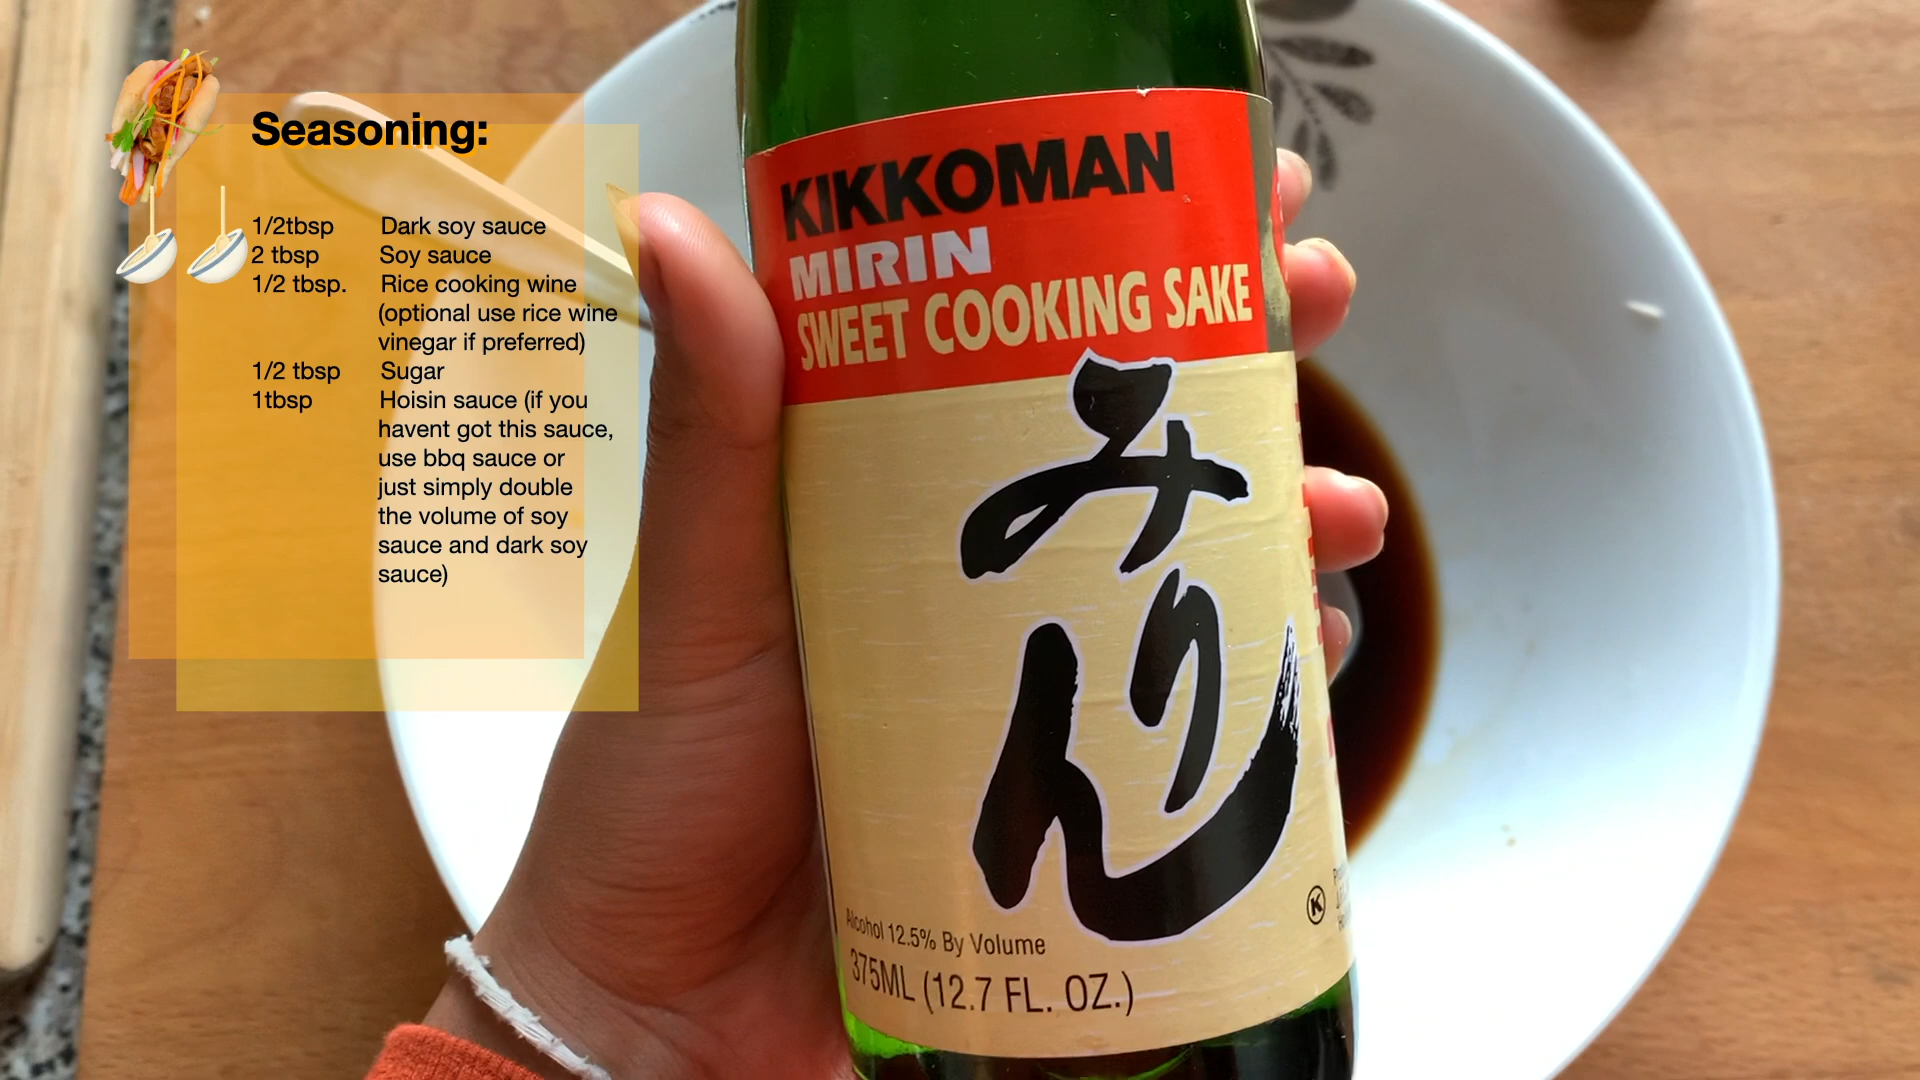 Seasoning:
1/2tbsp Dark soy sauce
2 tbsp Soy sauce
1/2 tbsp. Rice cooking wine
(optional use rice wine
vinegar if preferred)
1/2 tbsp Sugar
1tbsp Hoisin sauce (if you
havent got this sauce,
use bbq sauce or
just simply double
the volume of soy
sauce and dark soy
sauce)
KIKKOMAN
MIRIN
SWEET COOKING SAKE
みりん
Alcohol 12.5% By Volume
375ML (12.7 FL. OZ.)
K